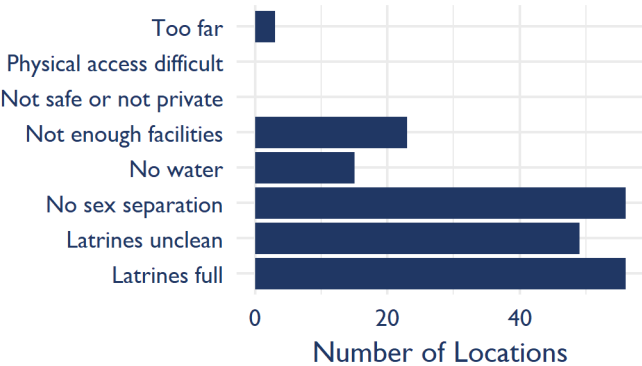 Too far
Physical access difficult
Not safe or not private
Not enough facilities
No water
No sex separation
Latrines unclean
Latrines full
0 20 40
Number of Locations